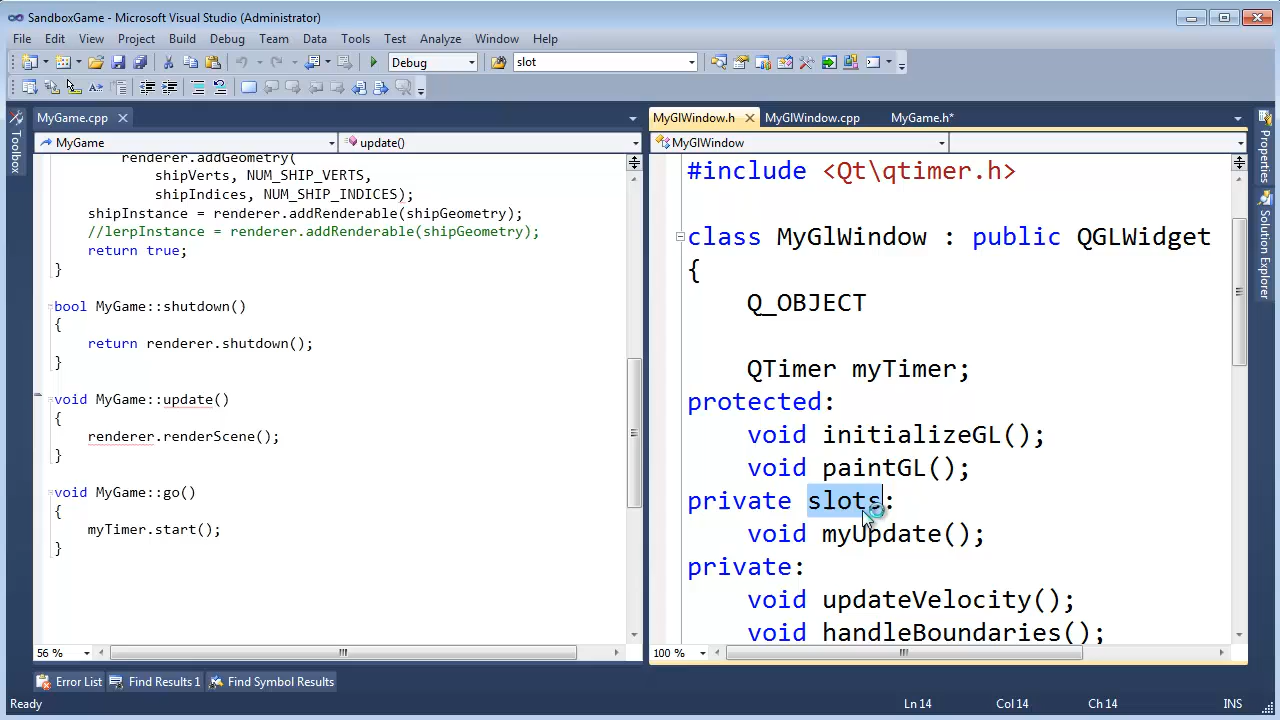 SandboxGame - Microsoft Visual Studio (Administrator)
File Edit View Project Build Debug Team Data Tools Test Analyze Window Help
Debug slot
MyGame.cpp
MyGlWindow.h MyGlWindow.cpp MyGame.h*
Toolbox
Properties
Solution Explorer
MyGame update()
MyGlWindow
renderer.addGeometry(
shipVerts, NUM_SHIP_VERTS,
shipIndices, NUM_SHIP_INDICES);
shipInstance = renderer.addRenderable(shipGeometry);
//lerpInstance = renderer.addRenderable(shipGeometry);
return true;
}
bool MyGame::shutdown()
{
return renderer.shutdown();
}
void MyGame::update()
{
renderer.renderScene();
}
void MyGame::go()
{
myTimer.start();
}
#include <Qt\qtimer.h>
class MyGlWindow : public QGLWidget
{
Q_OBJECT
QTimer myTimer;
protected:
void initializeGL();
void paintGL();
private slots:
void myUpdate();
private:
void updateVelocity();
void handleBoundaries();
56 %
100 %
Error List Find Results 1 Find Symbol Results
Ready Ln 14 Col 14 Ch 14 INS